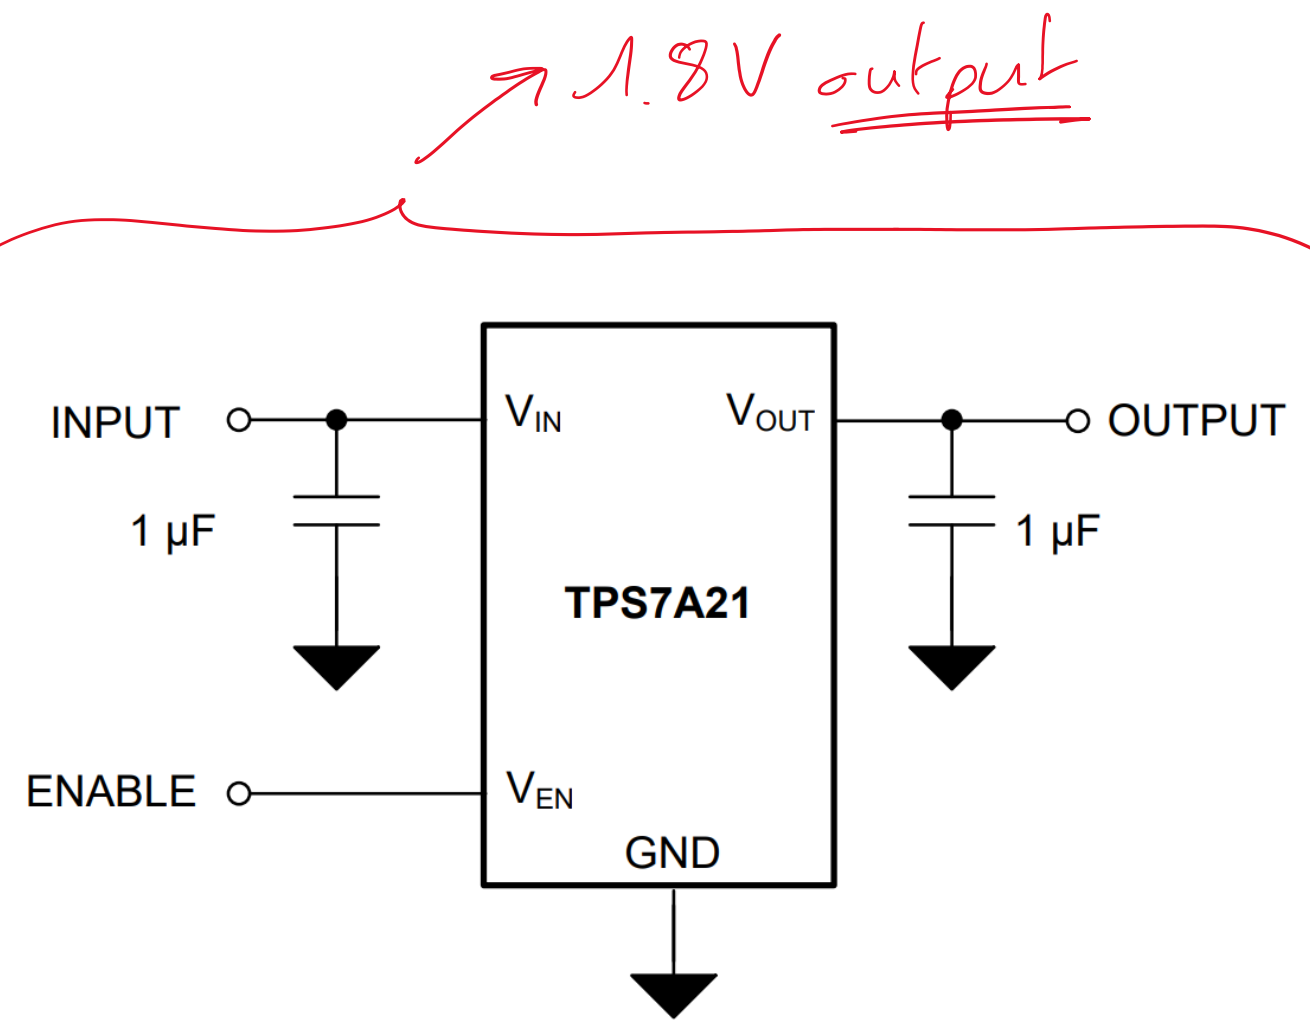 1.8V output
INPUT
VIN
VOUT
OUTPUT
1 µF
1 µF
TPS7A21
ENABLE
VEN
GND